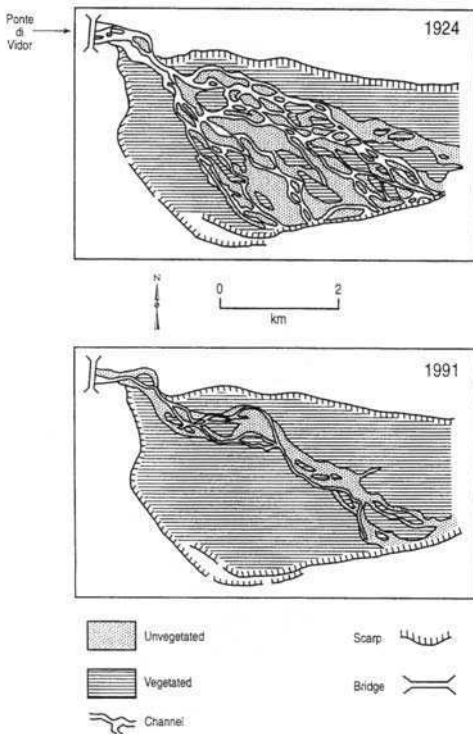 Ponte
di
Vidor
1924
N
0 2
km
1991
Unvegetated
Scarp
Vegetated
Bridge
Channel